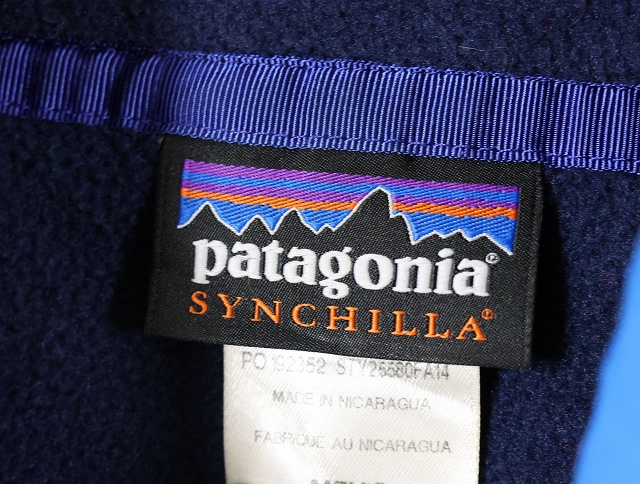 patagonia®
SYNCHILLA®
PO 192352 STY25580FA14
MADE IN NICARAGUA
FABRIQUE AU NICARAGUA